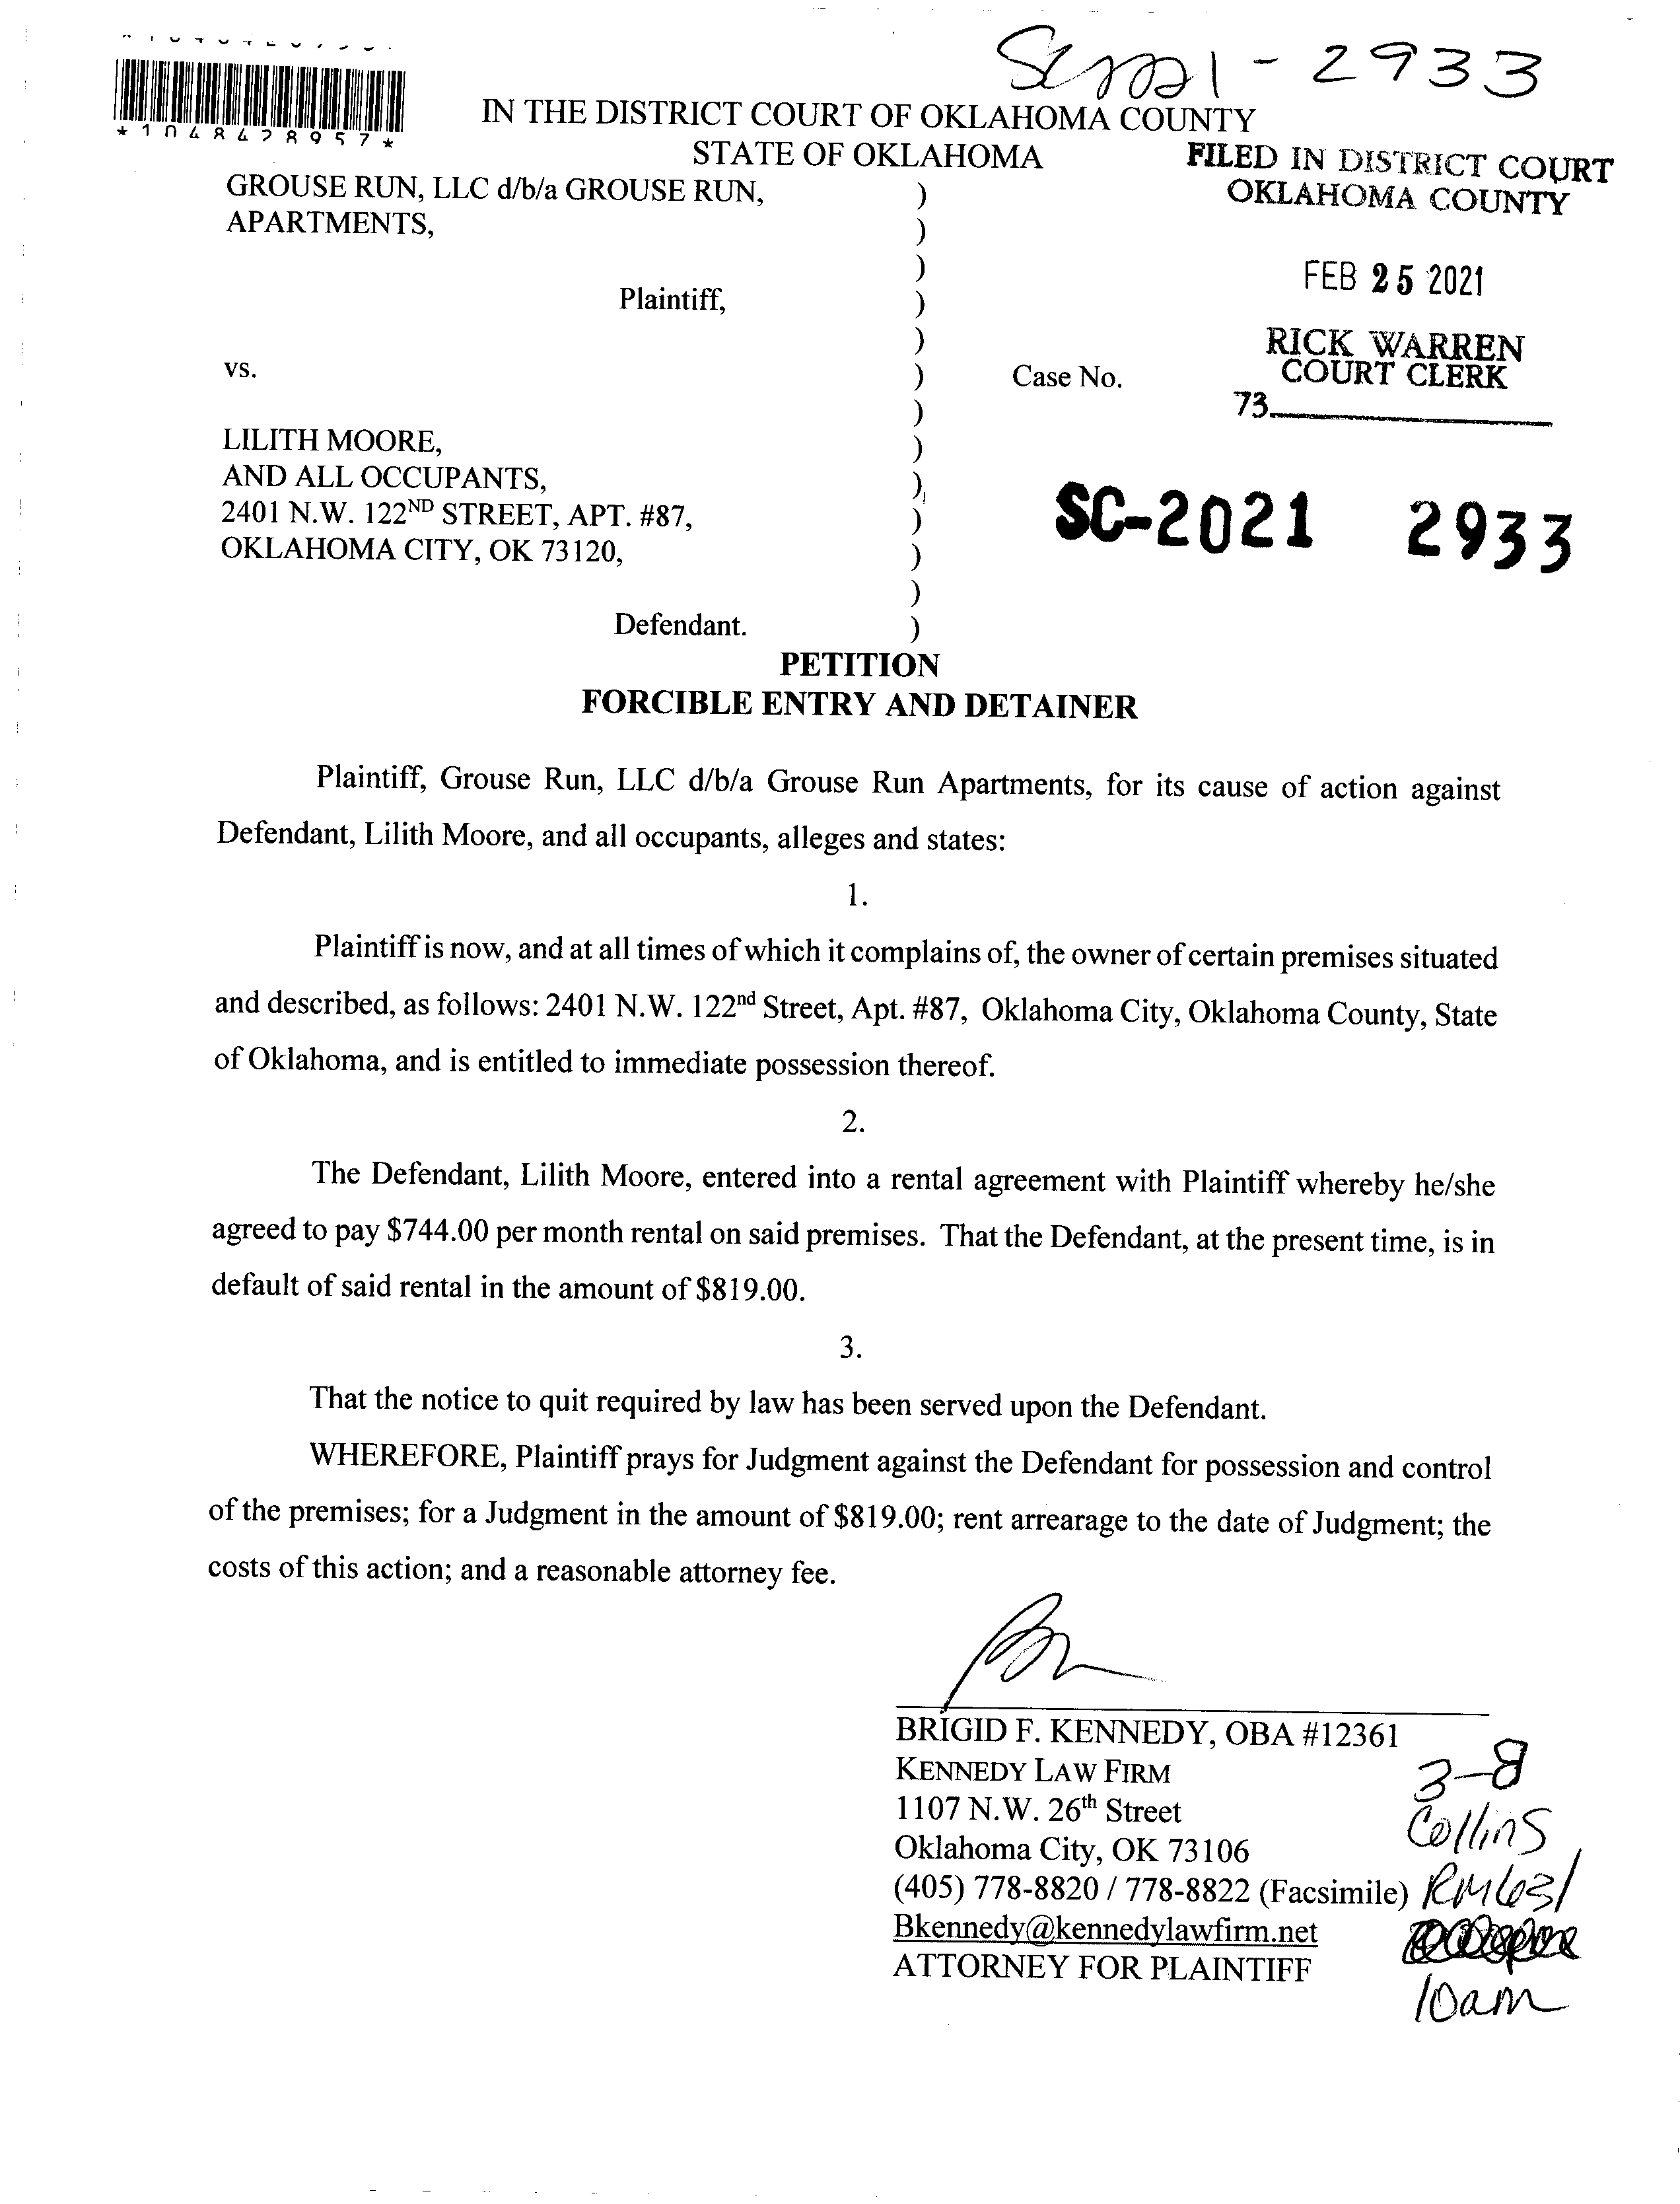 SC2021-2933
*1048428957*
IN THE DISTRICT COURT OF OKLAHOMA COUNTY
STATE OF OKLAHOMA
FILED IN DISTRICT COURT
OKLAHOMA COUNTY
FEB 25 2021
RICK WARREN
COURT CLERK
73
GROUSE RUN, LLC d/b/a GROUSE RUN, )
APARTMENTS, )
)
Plaintiff, )
)
vs. ) Case No.
)
LILITH MOORE, )
AND ALL OCCUPANTS, )
2401 N.W. 122ND STREET, APT. #87, )
OKLAHOMA CITY, OK 73120, )
)
Defendant. )
SC-2021 2933
PETITION
FORCIBLE ENTRY AND DETAINER
Plaintiff, Grouse Run, LLC d/b/a Grouse Run Apartments, for its cause of action against
Defendant, Lilith Moore, and all occupants, alleges and states:
1.
Plaintiff is now, and at all times of which it complains of, the owner of certain premises situated
and described, as follows: 2401 N.W. 122nd Street, Apt. #87, Oklahoma City, Oklahoma County, State
of Oklahoma, and is entitled to immediate possession thereof.
2.
The Defendant, Lilith Moore, entered into a rental agreement with Plaintiff whereby he/she
agreed to pay $744.00 per month rental on said premises. That the Defendant, at the present time, is in
default of said rental in the amount of $819.00.
3.
That the notice to quit required by law has been served upon the Defendant.
WHEREFORE, Plaintiff prays for Judgment against the Defendant for possession and control
of the premises; for a Judgment in the amount of $819.00; rent arrearage to the date of Judgment; the
costs of this action; and a reasonable attorney fee.
BRIGID F. KENNEDY, OBA #12361
KENNEDY LAW FIRM
1107 N.W. 26th Street
Oklahoma City, OK 73106
(405) 778-8820 / 778-8822 (Facsimile)
Bkennedy@kennedylawfirm.net
ATTORNEY FOR PLAINTIFF
3-8
Collins
RM 631
10am